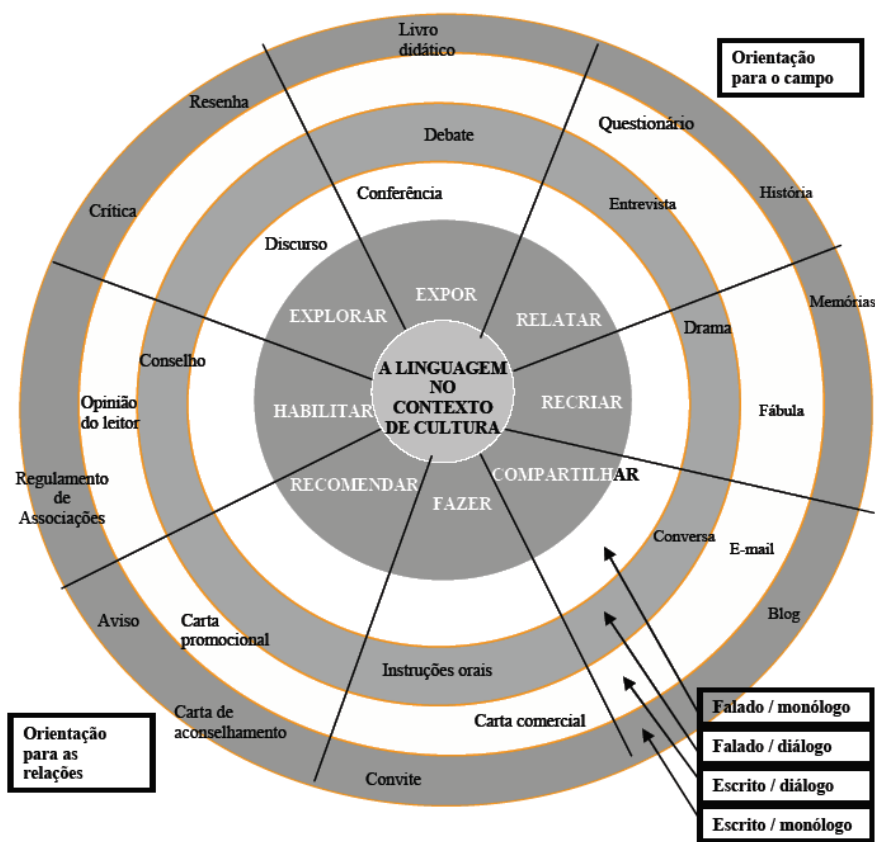 Livro
didático
Orientação
para o campo
Resenha
Questionário
Debate
Conferência
História
Entrevista
Crítica
Discurso
EXPOR
EXPLORAR
RELATAR
Memórias
Drama
Conselho
A LINGUAGEM
NO
CONTEXTO
DE CULTURA
Opinião
do leitor
HABILITAR
RECRIAR
Fábula
Regulamento
de
Associações
RECOMENDAR
COMPARTILHAR
FAZER
Conversa
E-mail
Aviso
Carta
promocional
Blog
Instruções orais
Carta de
aconselhamento
Carta comercial
Convite
Orientação
para as
relações
Falado / monólogo
Falado / diálogo
Escrito / diálogo
Escrito / monólogo